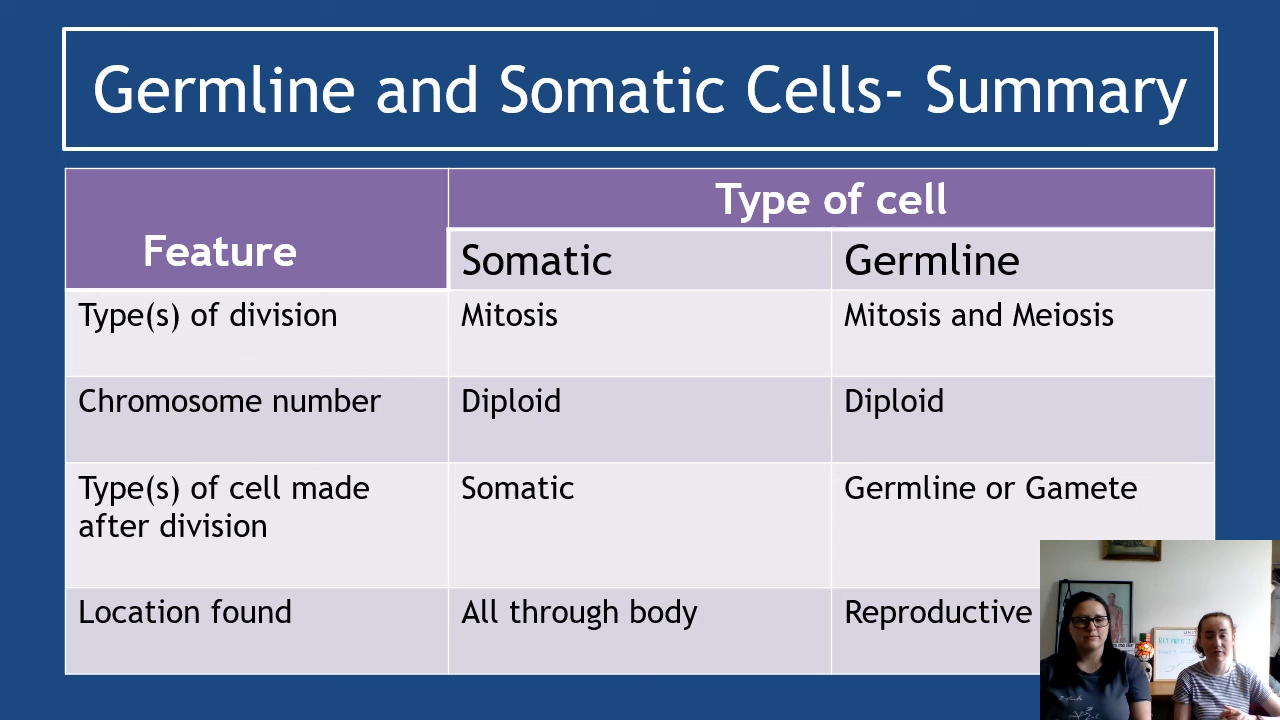 Germline and Somatic Cells- Summary
Feature
Type of cell
Somatic
Germline
Type(s) of division
Mitosis
Mitosis and Meiosis
Chromosome number
Diploid
Diploid
Type(s) of cell made
after division
Somatic
Germline or Gamete
Location found
All through body
Reproductive